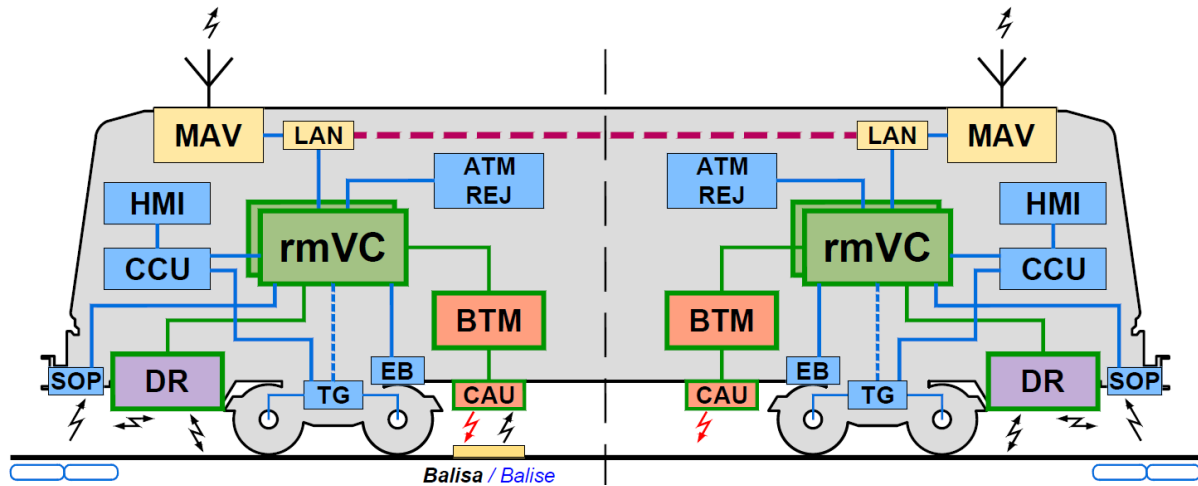 MAV
LAN
LAN
MAV
ATM
REJ
ATM
REJ
HMI
HMI
rmVC
rmVC
CCU
CCU
BTM
BTM
SOP
DR
TG
EB
CAU
CAU
EB
TG
DR
SOP
Balisa / Balise